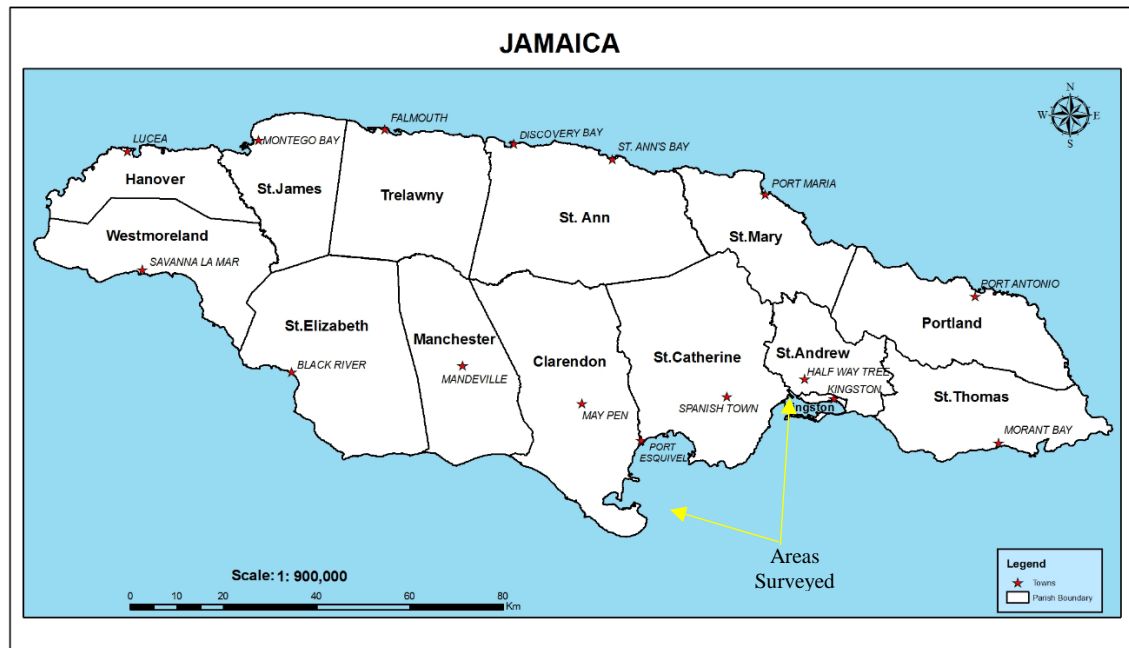 JAMAICA
N
W E
S
FALMOUTH
LUCEA
MONTEGO BAY
DISCOVERY BAY
ST. ANN'S BAY
Hanover
St.James
Trelawny
PORT MARIA
St. Ann
Westmoreland
St.Mary
SAVANNA LA MAR
PORT ANTONIO
St.Elizabeth
Manchester
Portland
Clarendon
St.Catherine
St.Andrew
BLACK RIVER
MANDEVILLE
HALF WAY TREE
KINGSTON
St.Thomas
MAY PEN
SPANISH TOWN
ingston
MORANT BAY
PORT
ESQUIVEL
Areas
Surveyed
Scale: 1: 900,000
0 20 40 60 80
Km
Legend
Towns
Parish Boundary